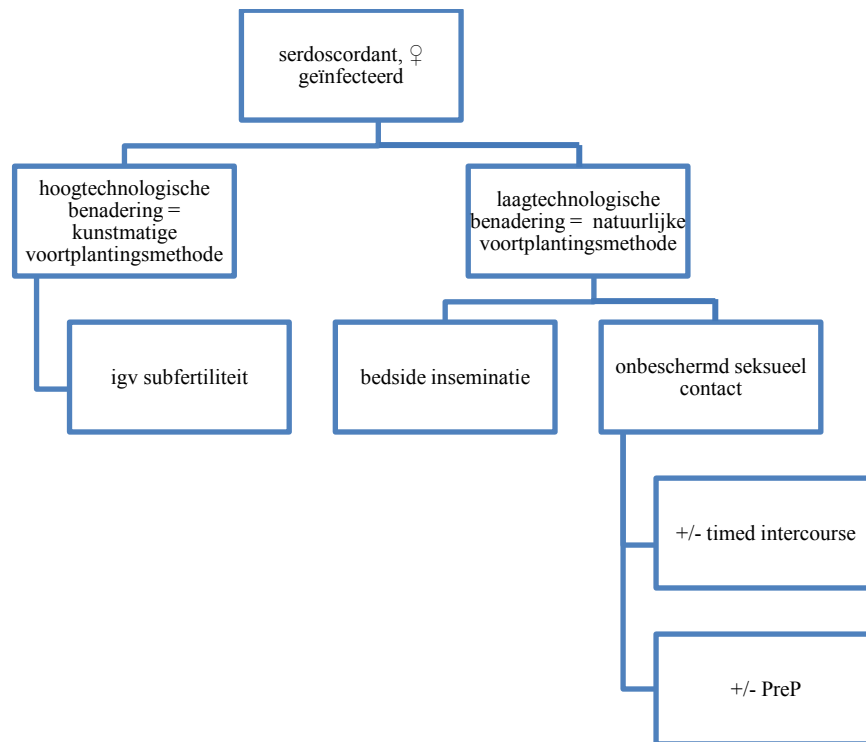 serdoscordant, ♀
geïnfecteerd
hoogtechnologische
benadering =
kunstmatige
voortplantingsmethode
laagtechnologische
benadering = natuurlijke
voortplantingsmethode
igv subfertiliteit
bedside inseminatie
onbeschermd seksueel
contact
+/- timed intercourse
+/- PreP